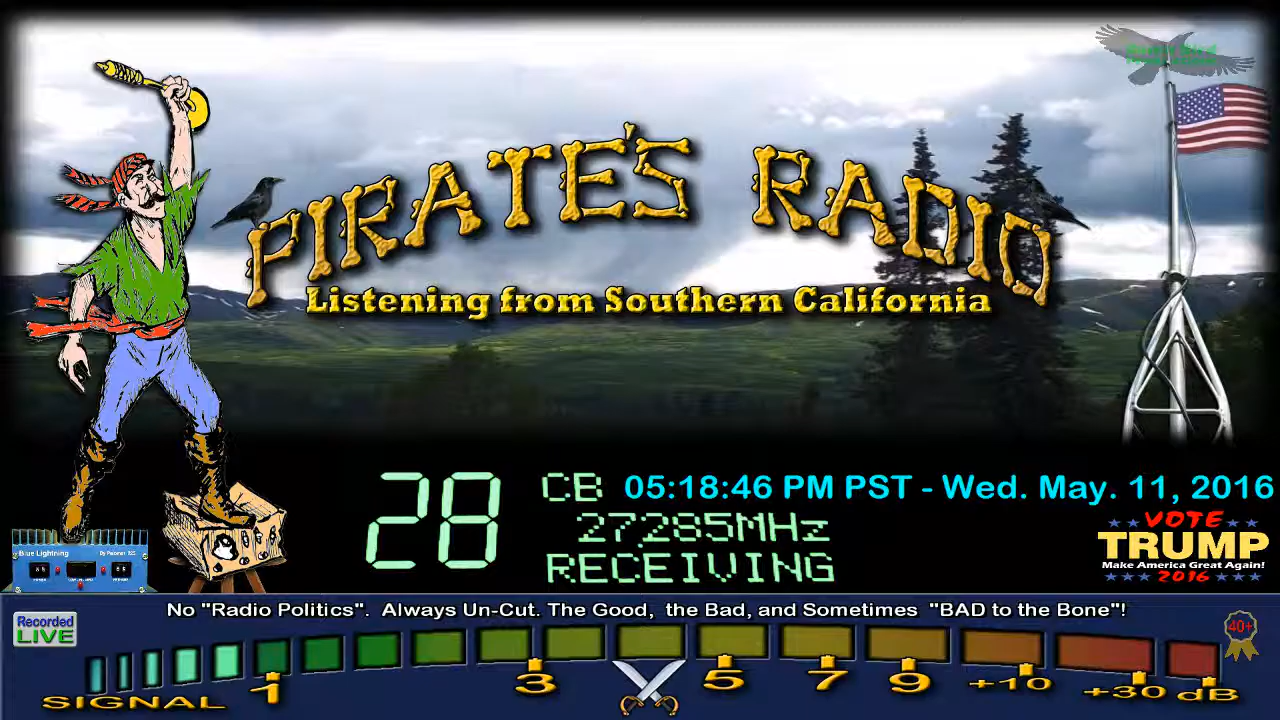 PIRATE'S RADIO
Listening from Southern California
28
CB
05:18:46 PM PST - Wed. May. 11, 2016
27.285MHz
RECEIVING
VOTE
TRUMP
Make America Great Again!
2016
Blue Lightning
No "Radio Politics". Always Un-Cut. The Good, the Bad, and Sometimes "BAD to the Bone"!
Recorded
LIVE
40+
SIGNAL 1 3 5 7 9 +10 +30 dB